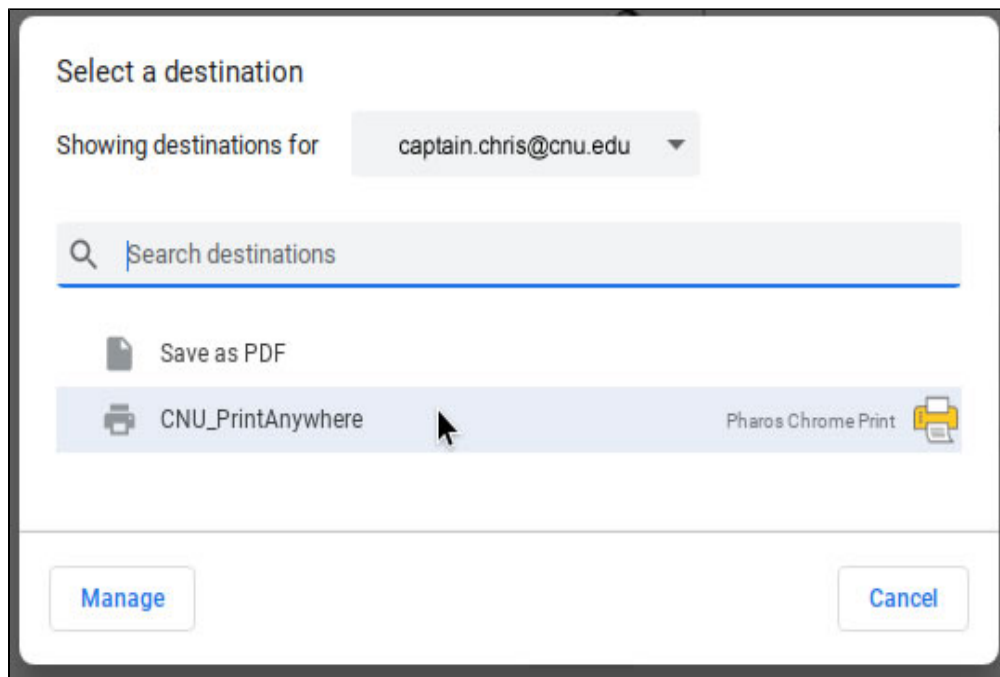 Select a destination
Showing destinations for captain.chris@cnu.edu
Search destinations
Save as PDF
CNU_PrintAnywhere Pharos Chrome Print
Manage Cancel